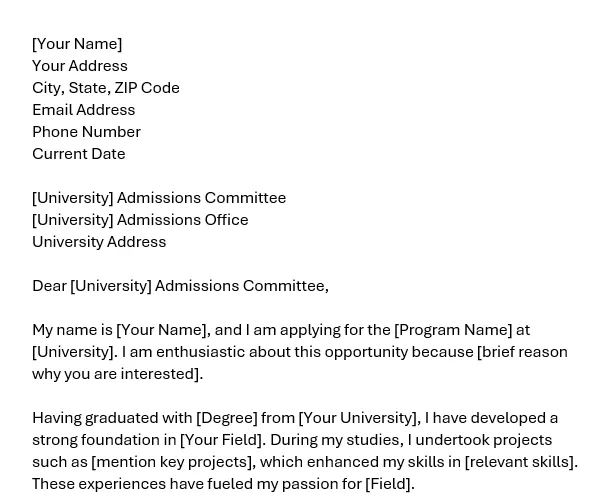 [Your Name]
Your Address
City, State, ZIP Code
Email Address
Phone Number
Current Date
[University] Admissions Committee
[University] Admissions Office
University Address
Dear [University] Admissions Committee,
My name is [Your Name], and I am applying for the [Program Name] at
[University]. I am enthusiastic about this opportunity because [brief reason
why you are interested].
Having graduated with [Degree] from [Your University], I have developed a
strong foundation in [Your Field]. During my studies, I undertook projects
such as [mention key projects], which enhanced my skills in [relevant skills].
These experiences have fueled my passion for [Field].